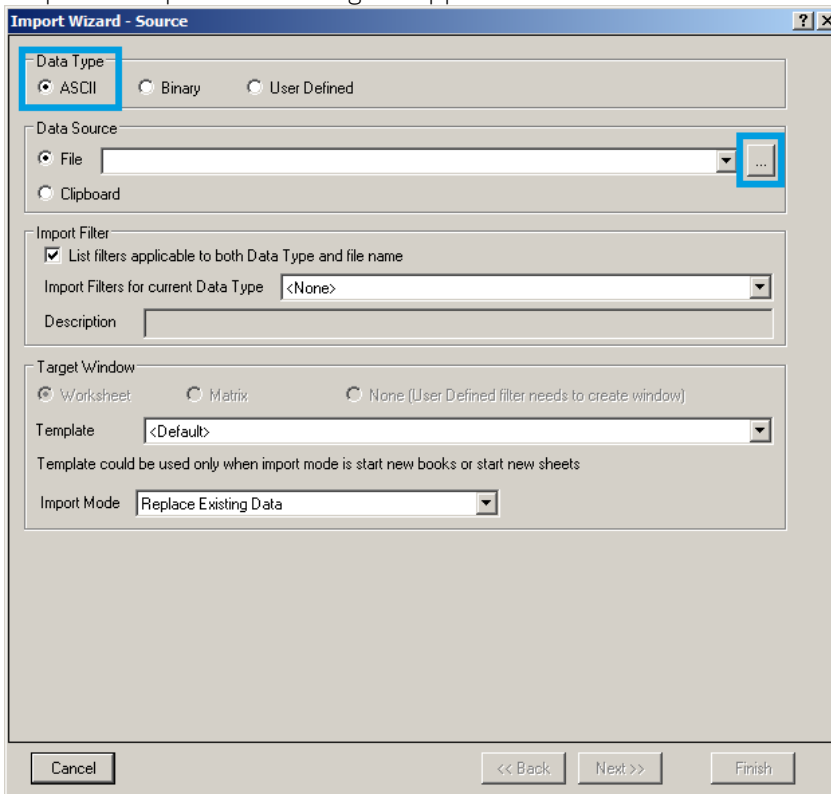 Import Wizard - Source
Data Type
ASCII Binary User Defined
Data Source
File
...
Clipboard
Import Filter
List filters applicable to both Data Type and file name
Import Filters for current Data Type <None>
Description
Target Window
Worksheet Matrix None (User Defined filter needs to create window)
Template <Default>
Template could be used only when import mode is start new books or start new sheets
Import Mode Replace Existing Data
Cancel << Back Next >> Finish